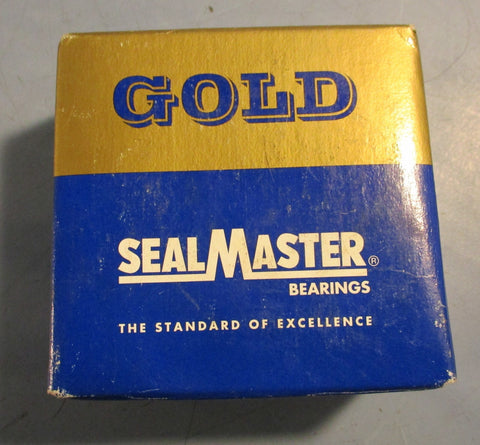 GOLD
SEALMASTER®
BEARINGS
THE STANDARD OF EXCELLENCE